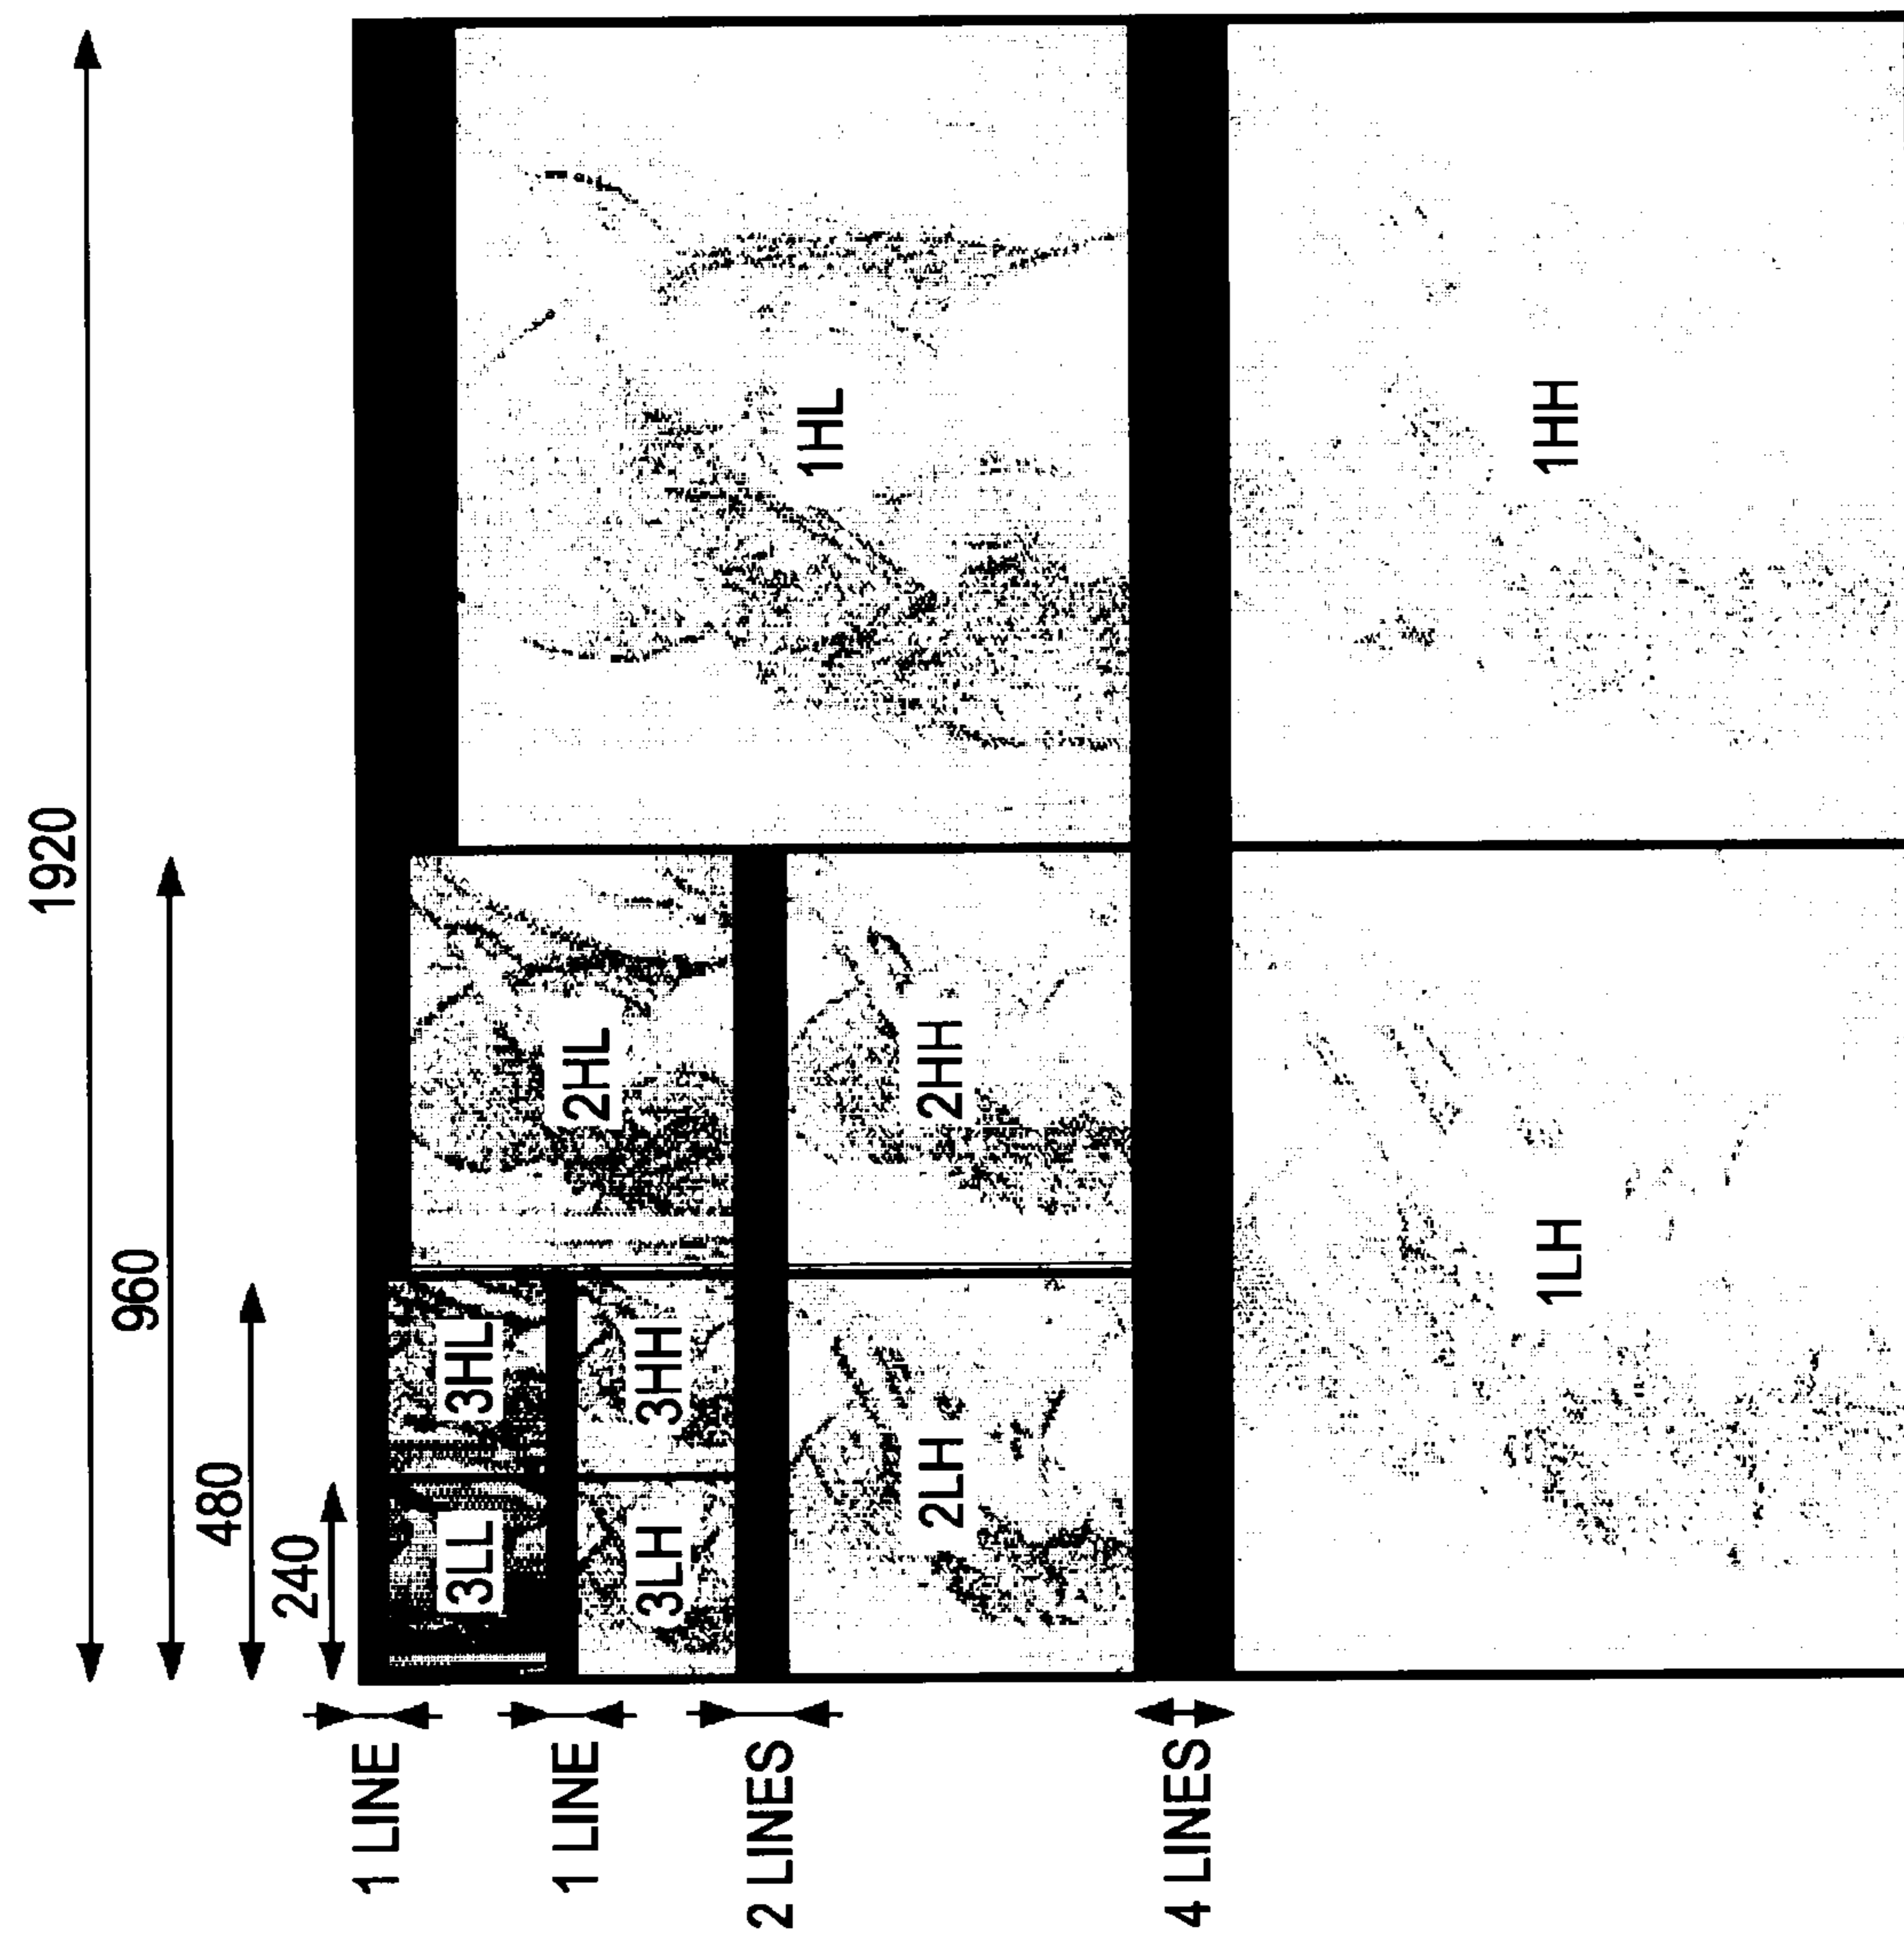 1920
960
480
240
1 LINE
1 LINE
2 LINES
4 LINES
3LL
3HL
3LH
3HH
2HL
2LH
2HH
1HL
1LH
1HH